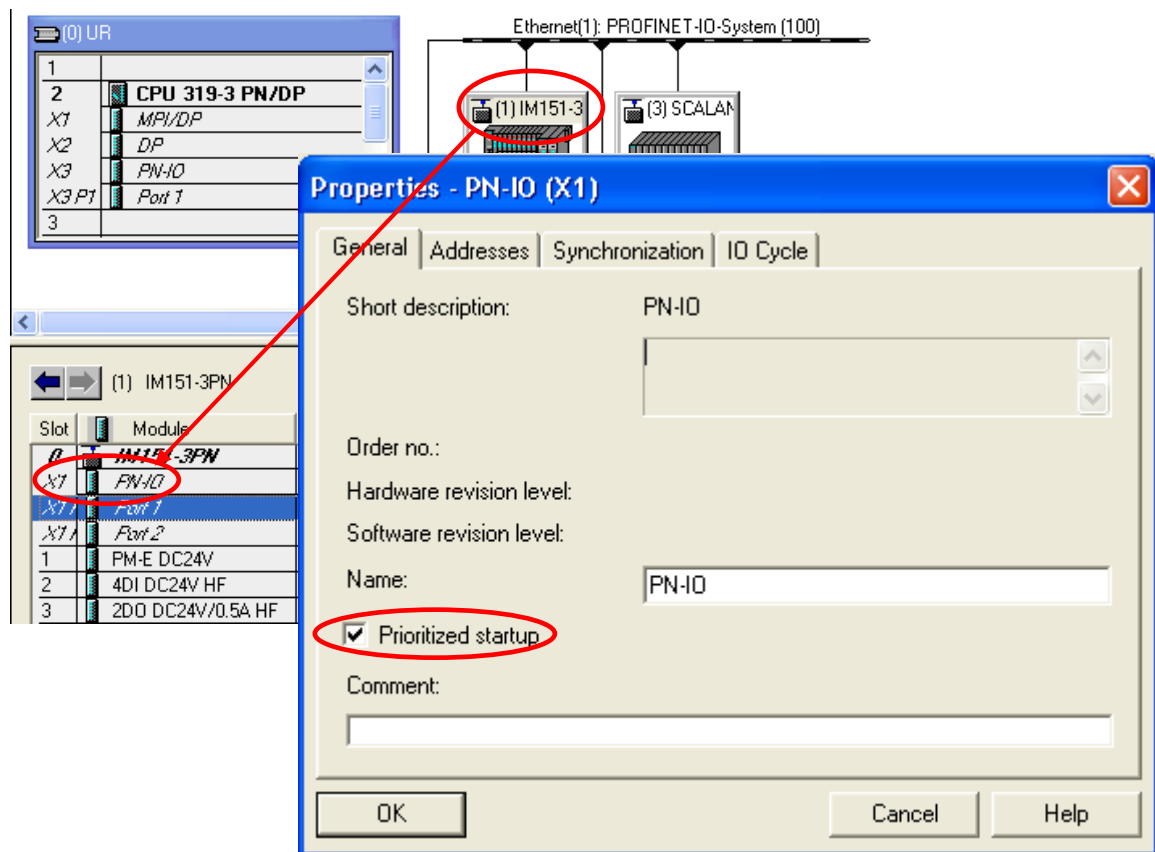 (0) UR
1
2 CPU 319-3 PN/DP
X1 MPI/DP
X2 DP
X3 PN-IO
X3 P1 Port 1
3
Ethernet(1): PROFINET-IO-System (100)
(1) IM151-3
(3) SCALAN
(1) IM151-3PN
Slot Module
0 IM151-3PN
X1 PN-IO
X1 Port 1
X1 Port 2
1 PM-E DC24V
2 4DI DC24V HF
3 2DO DC24V/0.5A HF
Properties - PN-IO (X1)
General Addresses Synchronization IO Cycle
Short description: PN-IO
Order no.:
Hardware revision level:
Software revision level:
Name: PN-IO
Prioritized startup
Comment:
OK Cancel Help